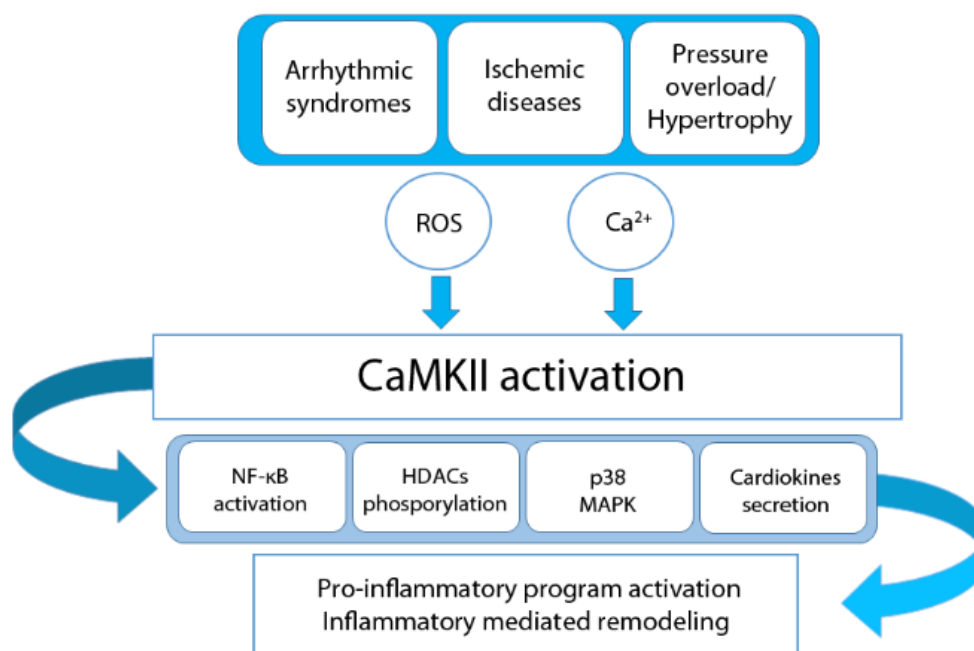 Arrhythmic
syndromes
Ischemic
diseases
Pressure
overload/
Hypertrophy
ROS
Ca²⁺
CaMKII activation
NF-κB
activation
HDACs
phosporylation
p38
MAPK
Cardiokines
secretion
Pro-inflammatory program activation
Inflammatory mediated remodeling